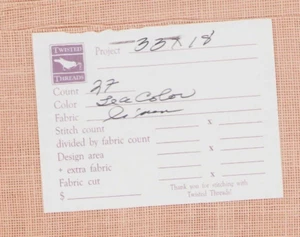 TWISTED
THREADS
Project 35 x 18
Count 27
Color Tea Color
Fabric linen
Stitch count x
divided by fabric count
Design area x
+ extra fabric
Fabric cut x
$
Thank you for stitching with
Twisted Threads!